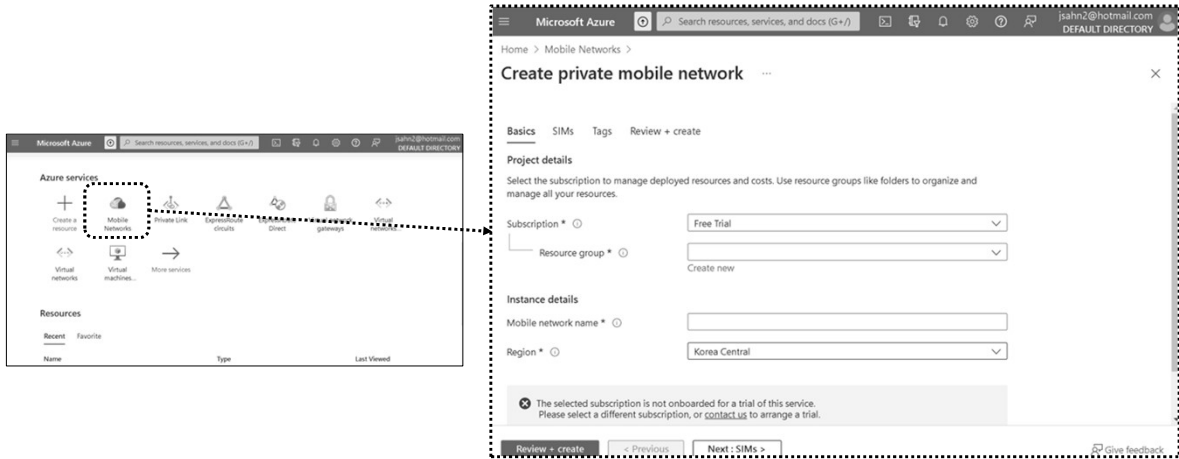 Microsoft Azure
Search resources, services, and docs (G+/)
jsahn2@hotmail.com
DEFAULT DIRECTORY
Azure services
Create a
resource
Mobile
Networks
Private Link
ExpressRoute
circuits
Direct
gateways
Virtual
networks...
Virtual
networks
Virtual
machines...
More services
Resources
Recent
Favorite
Name
Type
Last Viewed
Microsoft Azure
Search resources, services, and docs (G+/)
jsahn2@hotmail.com
DEFAULT DIRECTORY
Home > Mobile Networks >
Create private mobile network ...
Basics
SIMs
Tags
Review + create
Project details
Select the subscription to manage deployed resources and costs. Use resource groups like folders to organize and
manage all your resources.
Subscription *
Free Trial
Resource group *
Create new
Instance details
Mobile network name *
Region *
Korea Central
The selected subscription is not onboarded for a trial of this service.
Please select a different subscription, or contact us to arrange a trial.
Review + create
< Previous
Next : SIMs >
Give feedback